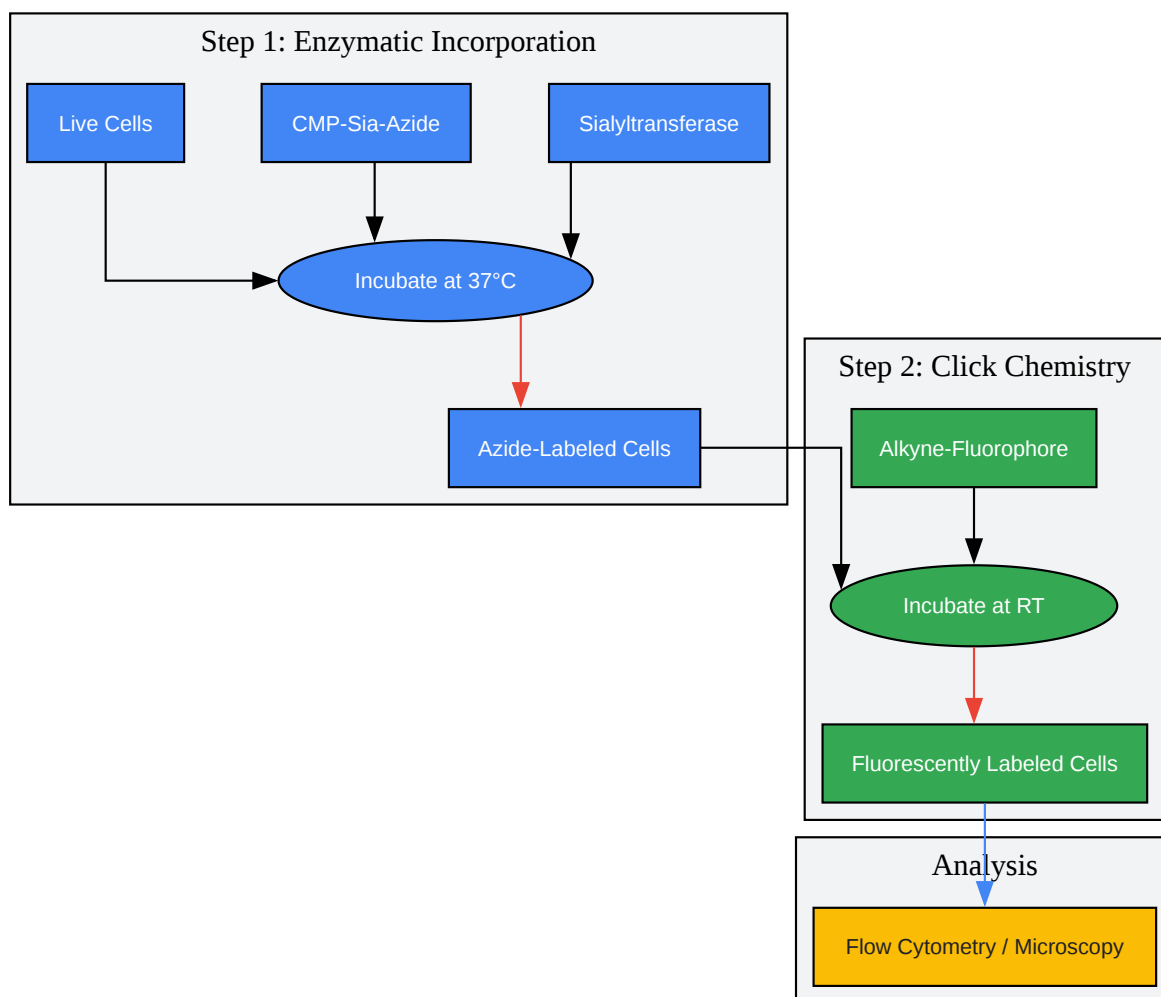 Step 1: Enzymatic Incorporation
Live Cells
CMP-Sia-Azide
Sialyltransferase
Incubate at 37°C
Azide-Labeled Cells
Step 2: Click Chemistry
Alkyne-Fluorophore
Incubate at RT
Fluorescently Labeled Cells
Analysis
Flow Cytometry / Microscopy